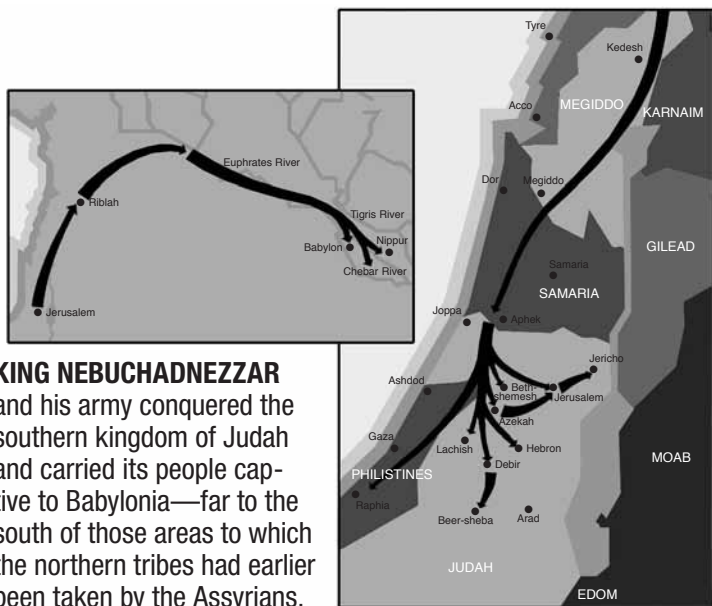 Euphrates River
Riblah
Tigris River
Nippur
Babylon
Chebar River
Jerusalem
KING NEBUCHADNEZZAR
and his army conquered the
southern kingdom of Judah
and carried its people cap-
tive to Babylonia—far to the
south of those areas to which
the northern tribes had earlier
been taken by the Assyrians.
Tyre
Kedesh
Acco
MEGIDDO
KARNAIM
Dor
Megiddo
GILEAD
Samaria
SAMARIA
Joppa
Aphek
Jericho
Ashdod
Beth-
shemesh
Jerusalem
Azekah
Gaza
Lachish
Hebron
MOAB
Debir
PHILISTINES
Raphia
Beer-sheba
Arad
JUDAH
EDOM